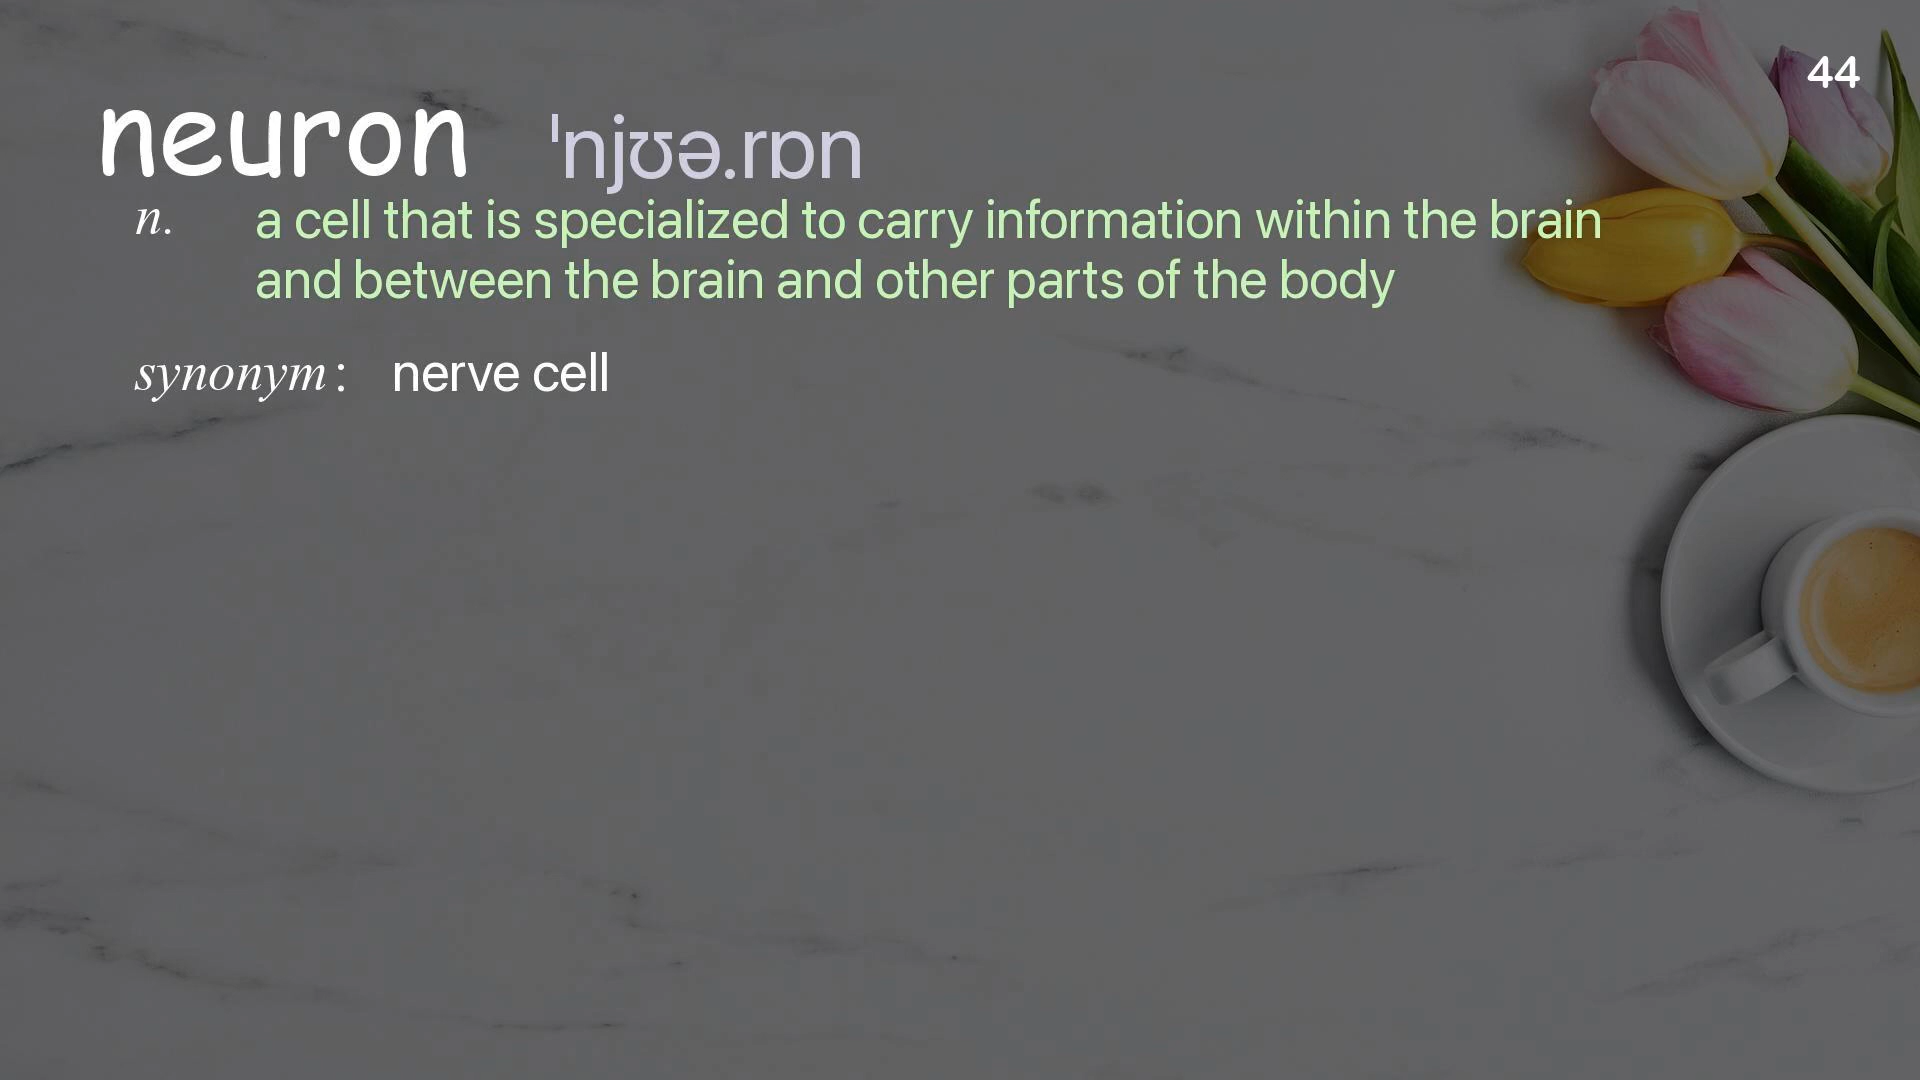 44
neuron ˈnjʊə.rɒn
n. a cell that is specialized to carry information within the brain
and between the brain and other parts of the body
synonym: nerve cell